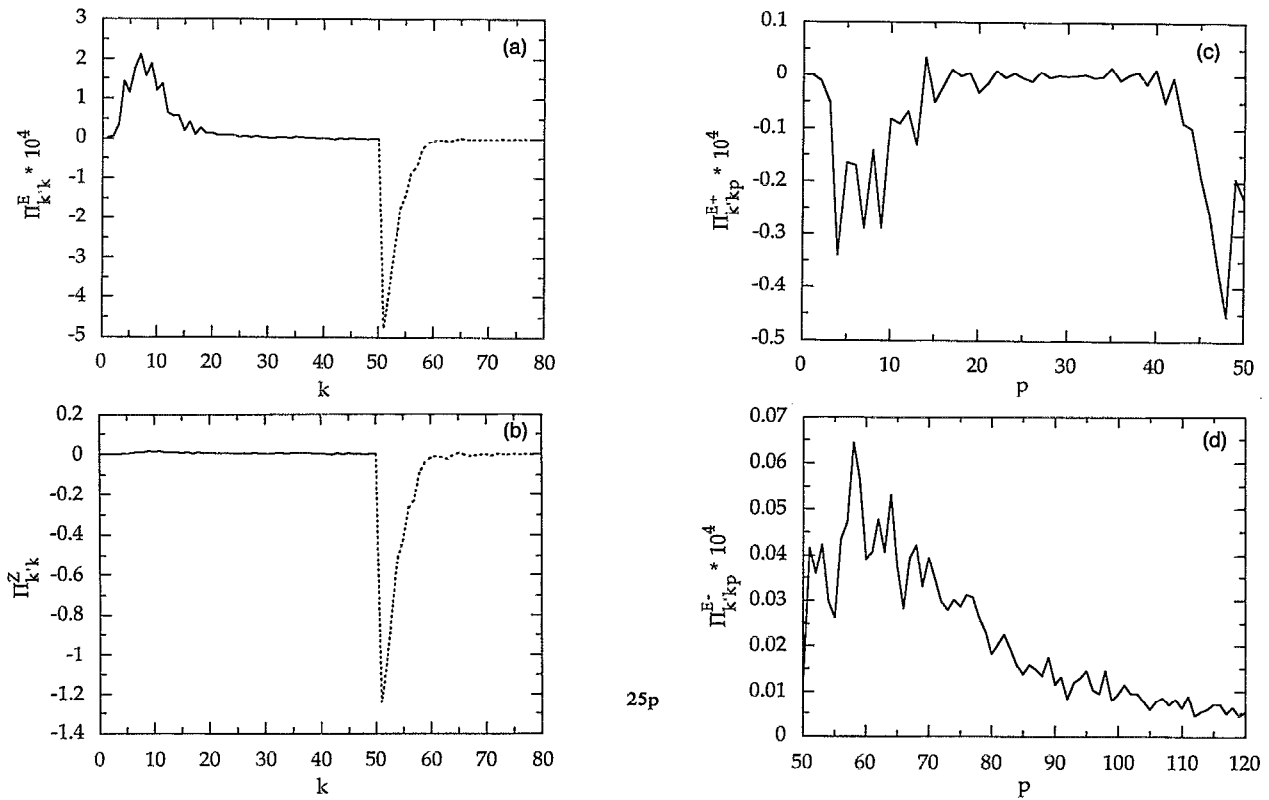 (a)
3
2
1
0
-1
-2
-3
-4
-5
Π^E_{k'k} * 10^4
0 10 20 30 40 50 60 70 80
k
(b)
0.2
0
-0.2
-0.4
-0.6
-0.8
-1
-1.2
-1.4
Π^Z_{k'k}
0 10 20 30 40 50 60 70 80
k
(c)
0.1
0
-0.1
-0.2
-0.3
-0.4
-0.5
Π^{E+}_{k'kp} * 10^4
0 10 20 30 40 50
p
(d)
0.07
0.06
0.05
0.04
0.03
0.02
0.01
0
Π^{E-}_{k'kp} * 10^4
50 60 70 80 90 100 110 120
p
25p